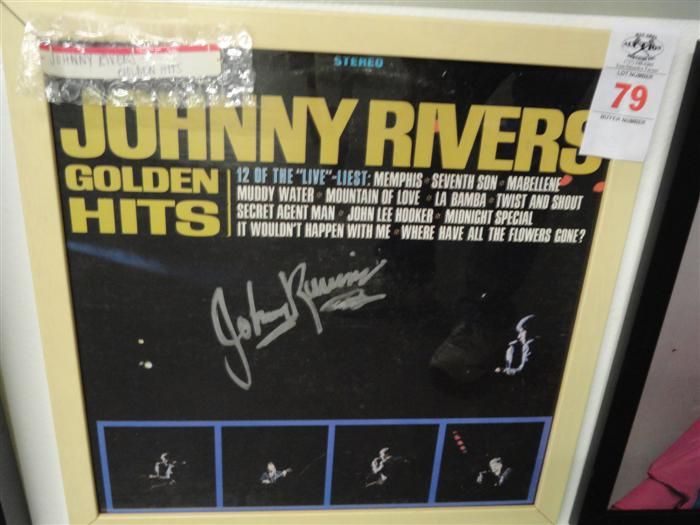 JOHNNY RIVERS
GOLDEN HITS
AUCTION
LOT NUMBER
79
BUYER NUMBER
STEREO
JOHNNY RIVERS
GOLDEN
HITS
12 OF THE "LIVE"-LIEST: MEMPHIS • SEVENTH SON • MABELLENE
MUDDY WATER • MOUNTAIN OF LOVE • LA BAMBA • TWIST AND SHOUT
SECRET AGENT MAN • JOHN LEE HOOKER • MIDNIGHT SPECIAL
IT WOULDN'T HAPPEN WITH ME • WHERE HAVE ALL THE FLOWERS GONE?
Johnny Rivers